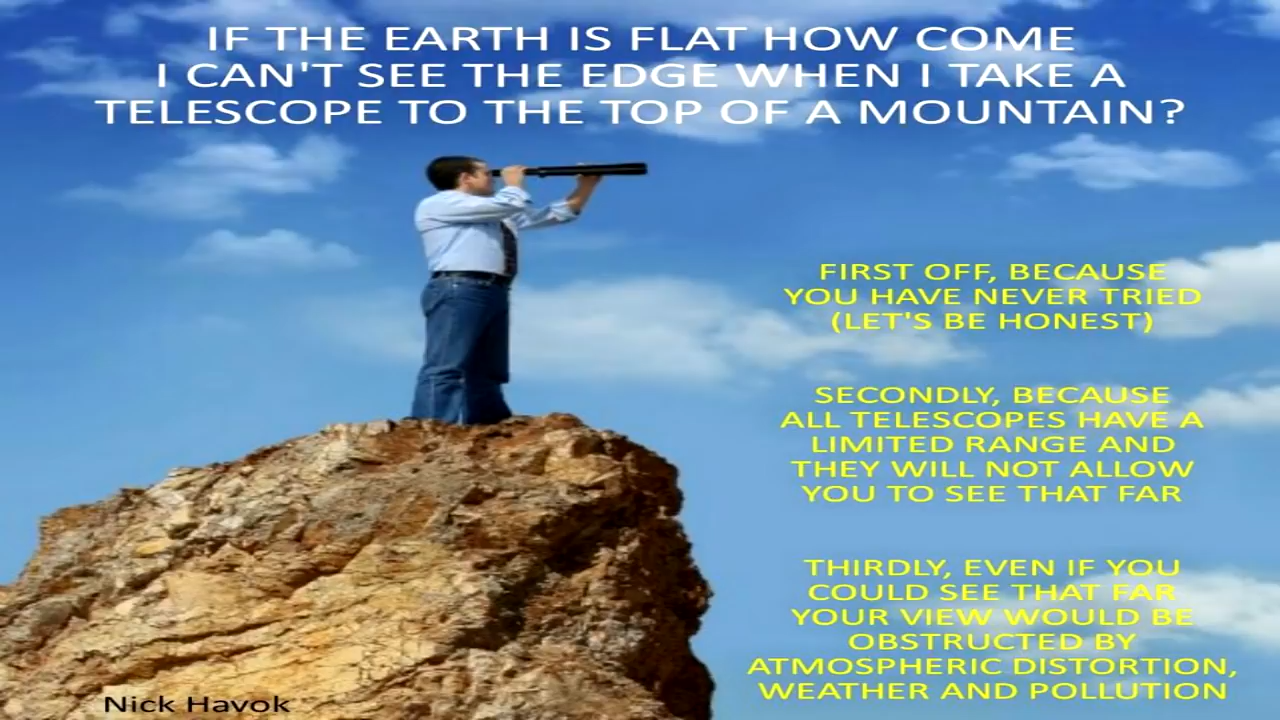 IF THE EARTH IS FLAT HOW COME
I CAN'T SEE THE EDGE WHEN I TAKE A
TELESCOPE TO THE TOP OF A MOUNTAIN?
FIRST OFF, BECAUSE
YOU HAVE NEVER TRIED
(LET'S BE HONEST)
SECONDLY, BECAUSE
ALL TELESCOPES HAVE A
LIMITED RANGE AND
THEY WILL NOT ALLOW
YOU TO SEE THAT FAR
THIRDLY, EVEN IF YOU
COULD SEE THAT FAR
YOUR VIEW WOULD BE
OBSTRUCTED BY
ATMOSPHERIC DISTORTION,
WEATHER AND POLLUTION
Nick Havok